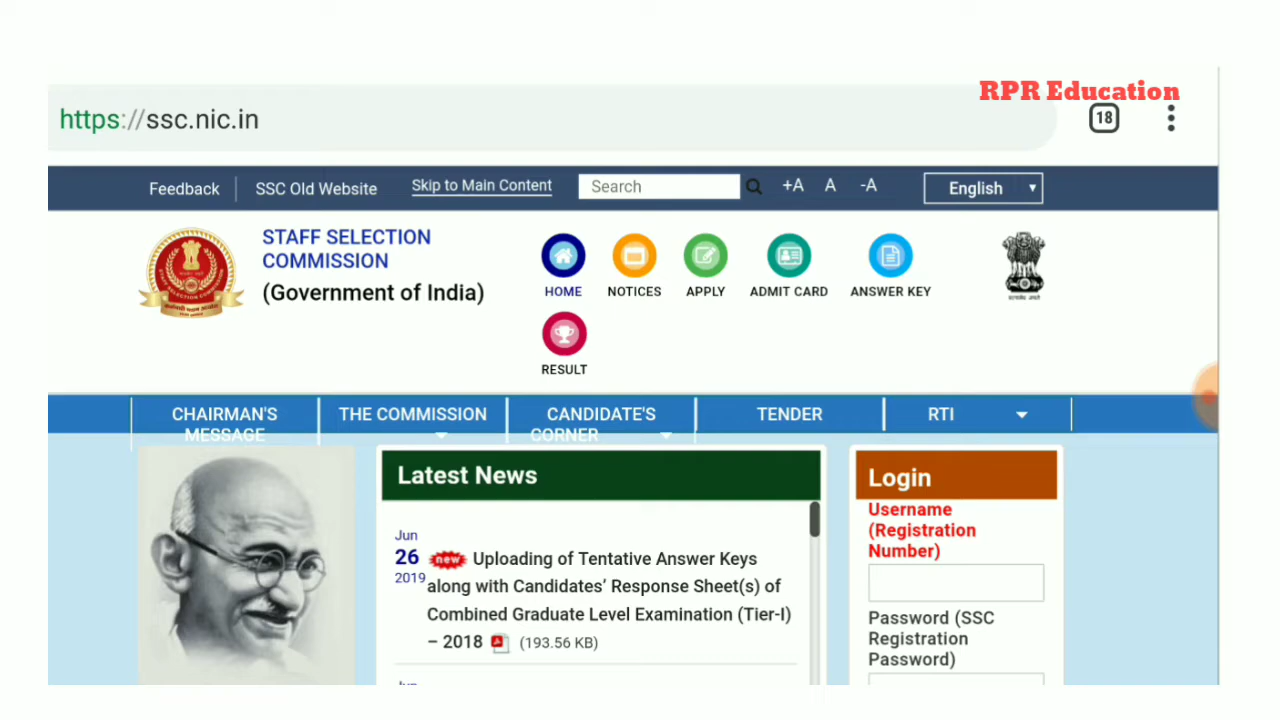 RPR Education
https://ssc.nic.in
18
Feedback
SSC Old Website
Skip to Main Content
Search
+A
A
-A
English
STAFF SELECTION
COMMISSION
(Government of India)
HOME
NOTICES
APPLY
ADMIT CARD
ANSWER KEY
RESULT
CHAIRMAN'S
MESSAGE
THE COMMISSION
CANDIDATE'S
CORNER
TENDER
RTI
Latest News
Jun
26
2019
new Uploading of Tentative Answer Keys
along with Candidates' Response Sheet(s) of
Combined Graduate Level Examination (Tier-I)
– 2018 (193.56 KB)
Login
Username
(Registration
Number)
Password (SSC
Registration
Password)